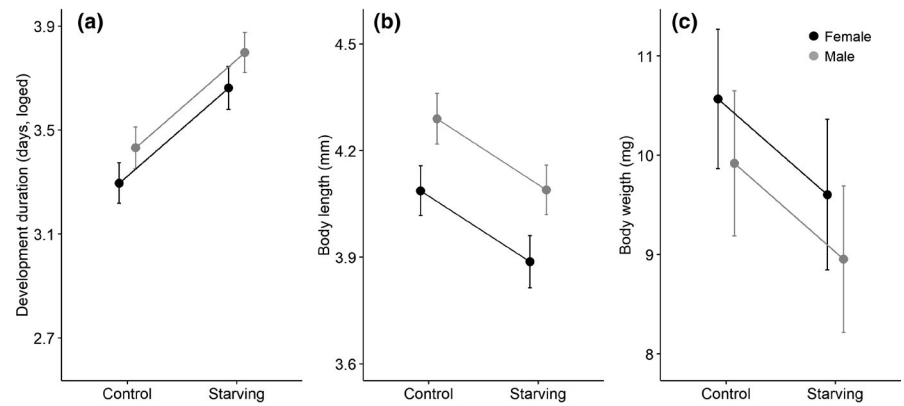 (a)
Development duration (days, loged)
3.9
3.5
3.1
2.7
Control Starving
(b)
Body length (mm)
4.5
4.2
3.9
3.6
Control Starving
(c)
Body weigth (mg)
11
10
9
8
Control Starving
Female
Male